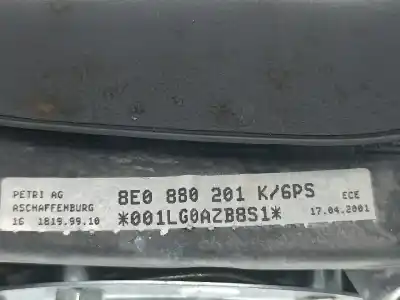 PETRI AG 8E0 880 201 K/6PS ECE
ASCHAFFENBURG *001LG0AZB8S1* 17.04.2001
16 1819.99.10